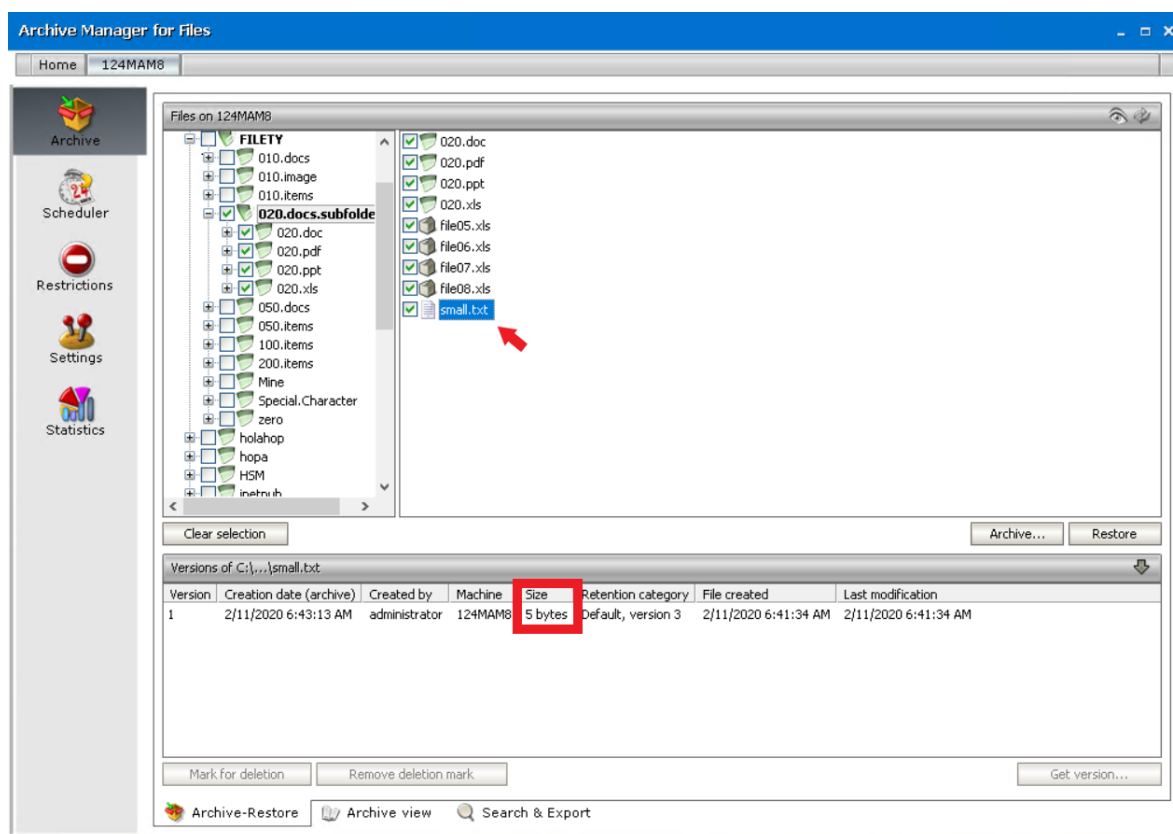 Archive Manager for Files
Home
124MAM8
Archive
Scheduler
Restrictions
Settings
Statistics
Files on 124MAM8
FILETY
010.docs
010.image
010.items
020.docs.subfolde
020.doc
020.pdf
020.ppt
020.xls
050.docs
050.items
100.items
200.items
Mine
Special.Character
zero
holahop
hopa
HSM
inetpub
020.doc
020.pdf
020.ppt
020.xls
file05.xls
file06.xls
file07.xls
file08.xls
small.txt
Clear selection
Archive...
Restore
Versions of C:\...\small.txt
Version Creation date (archive) Created by Machine Size Retention category File created Last modification
1 2/11/2020 6:43:13 AM administrator 124MAM8 5 bytes Default, version 3 2/11/2020 6:41:34 AM 2/11/2020 6:41:34 AM
Mark for deletion
Remove deletion mark
Get version...
Archive-Restore
Archive view
Search & Export